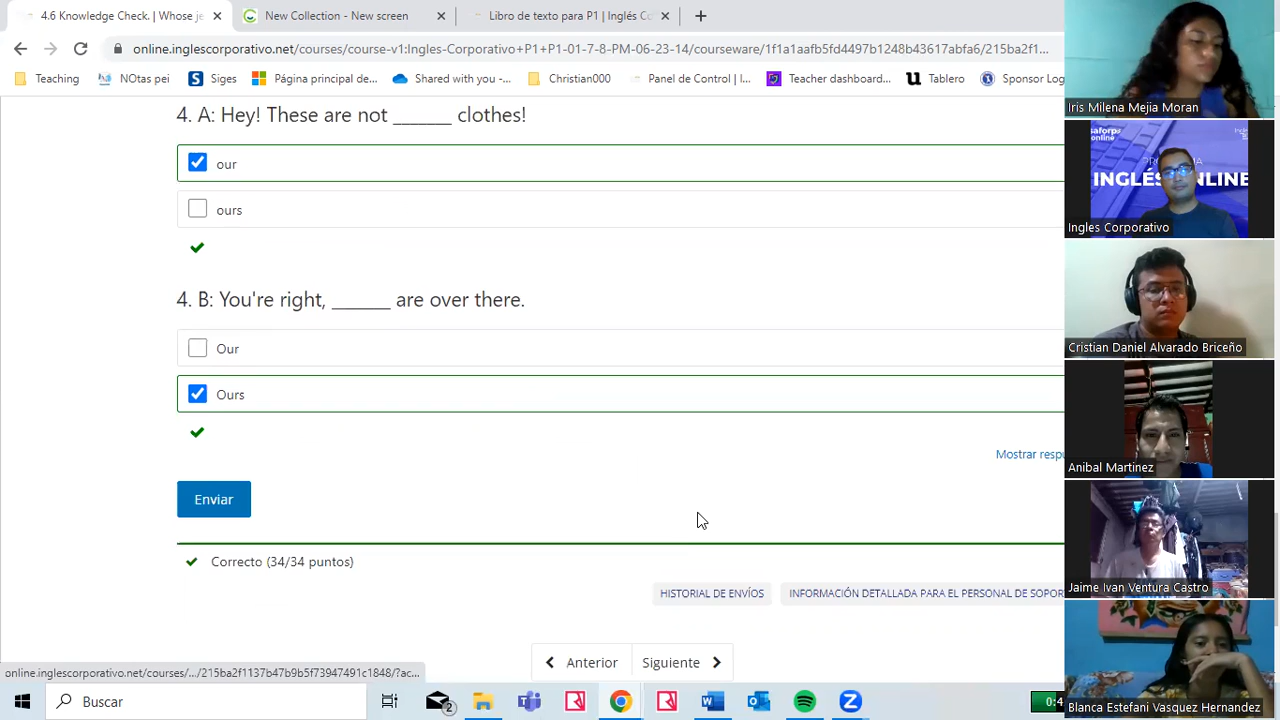 4.6 Knowledge Check. | Whose je
New Collection - New screen
Libro de texto para P1 | Inglés Co
online.inglescorporativo.net/courses/course-v1:Ingles-Corporativo+P1+P1-01-7-8-PM-06-23-14/courseware/1f1a1aafb5fd4497b1248b43617abfa6/215ba2f1...
Teaching
NOtas pei
Siges
Página principal de...
Shared with you -...
Christian000
Panel de Control | I...
Teacher dashboard...
Tablero
Sponsor Log
4. A: Hey! These are not ______ clothes!
our
ours
4. B: You're right, ______ are over there.
Our
Ours
Mostrar respu
Enviar
Correcto (34/34 puntos)
HISTORIAL DE ENVÍOS
INFORMACIÓN DETALLADA PARA EL PERSONAL DE SOPOR
Anterior
Siguiente
online.inglescorporativo.net/courses/.../215ba2f1137b47b9b5f73947491c1848/?ac...
Buscar
2
0:4
Iris Milena Mejia Moran
saforp
online
INGLÉS ONLINE
Ingles Corporativo
Cristian Daniel Alvarado Briceño
Anibal Martinez
Jaime Ivan Ventura Castro
Blanca Estefani Vasquez Hernandez